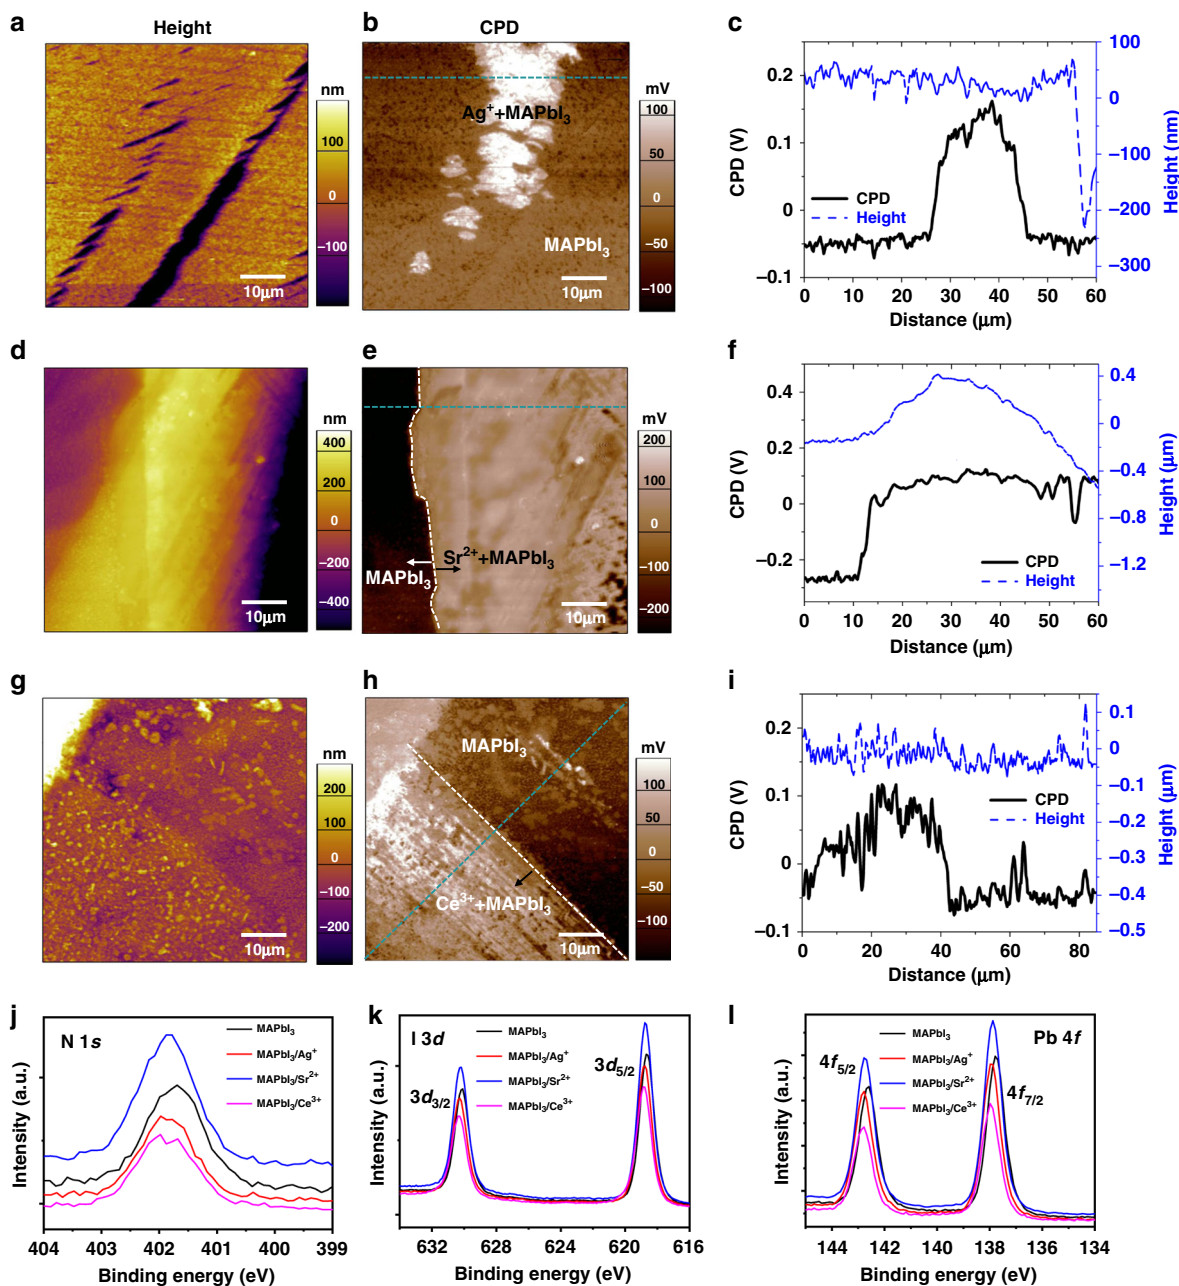 a
Height
nm
100
0
−100
10μm
b
CPD
mV
100
50
0
−50
−100
Ag⁺+MAPbI₃
MAPbI₃
10μm
c
CPD (V)
0.2
0.1
0
−0.1
Height (nm)
100
0
−100
−200
−300
CPD
Height
0 10 20 30 40 50 60
Distance (μm)
d
nm
400
200
0
−200
−400
10μm
e
mV
200
100
0
−100
−200
MAPbI₃
Sr²⁺+MAPbI₃
10μm
f
CPD (V)
0.4
0.2
0
−0.2
Height (μm)
0.4
0
−0.4
−0.8
−1.2
CPD
Height
0 10 20 30 40 50 60
Distance (μm)
g
nm
200
100
0
−100
−200
10μm
h
mV
100
50
0
−50
−100
MAPbI₃
Ce³⁺+MAPbI₃
10μm
i
CPD (V)
0.2
0.1
0
−0.1
Height (μm)
0.1
0
−0.1
−0.2
−0.3
−0.4
−0.5
CPD
Height
0 20 40 60 80
Distance (μm)
j
N 1s
MAPbI₃
MAPbI₃/Ag⁺
MAPbI₃/Sr²⁺
MAPbI₃/Ce³⁺
Intensity (a.u.)
404 403 402 401 400 399
Binding energy (eV)
k
I 3d
MAPbI₃
MAPbI₃/Ag⁺
MAPbI₃/Sr²⁺
MAPbI₃/Ce³⁺
3d₃/₂
3d₅/₂
Intensity (a.u.)
632 628 624 620 616
Binding energy (eV)
l
Pb 4f
MAPbI₃
MAPbI₃/Ag⁺
MAPbI₃/Sr²⁺
MAPbI₃/Ce³⁺
4f₅/₂
4f₇/₂
Intensity (a.u.)
144 142 140 138 136 134
Binding energy (eV)